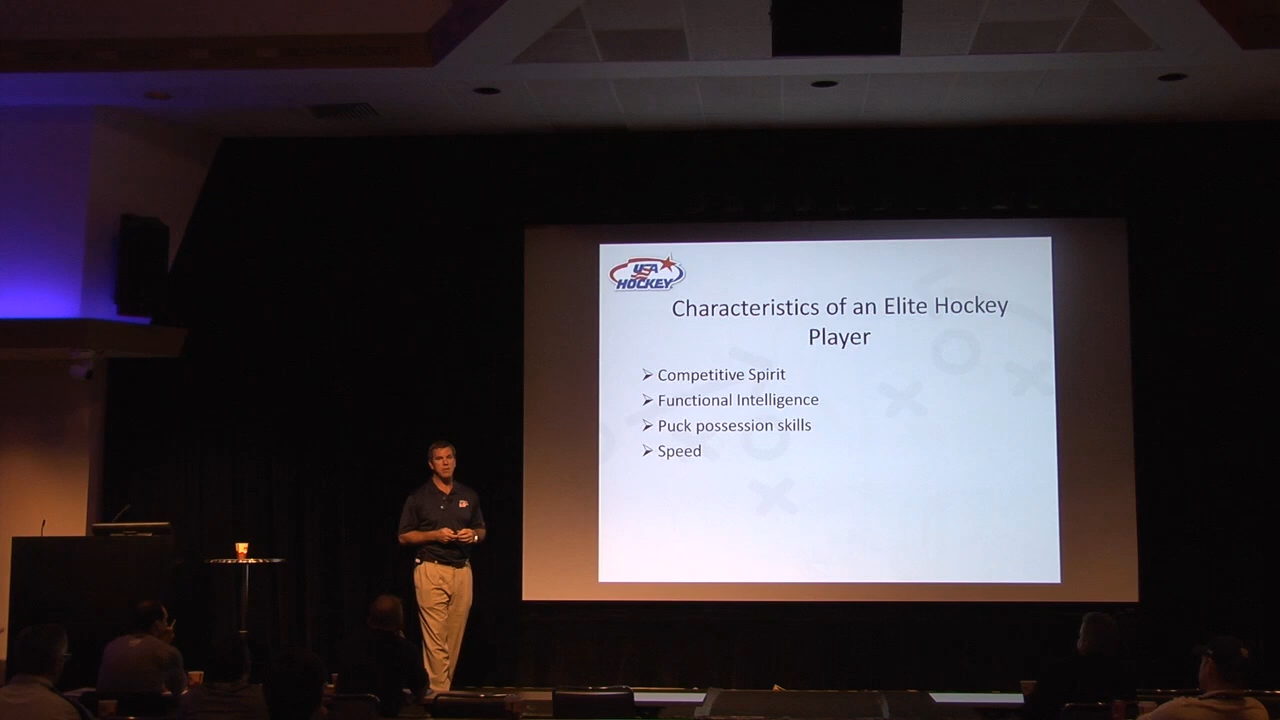 USA
HOCKEY
Characteristics of an Elite Hockey
Player
➢ Competitive Spirit
➢ Functional Intelligence
➢ Puck possession skills
➢ Speed